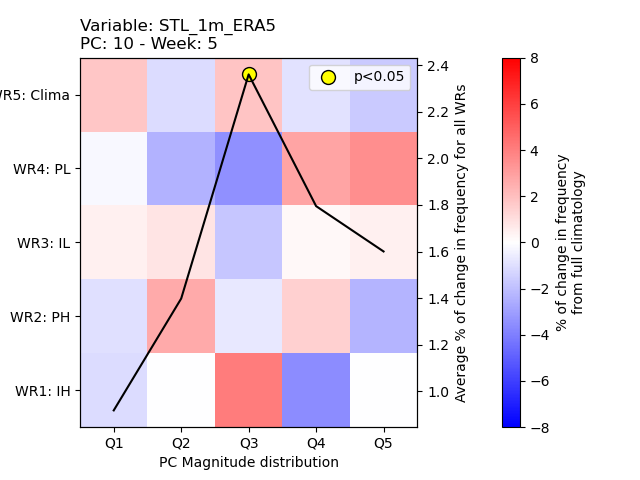 Variable: STL_1m_ERA5
PC: 10 - Week: 5
p<0.05
WR5: Clima
WR4: PL
WR3: IL
WR2: PH
WR1: IH
Q1 Q2 Q3 Q4 Q5
PC Magnitude distribution
2.4
2.2
2.0
1.8
1.6
1.4
1.2
1.0
Average % of change in frequency for all WRs
8
6
4
2
0
−2
−4
−6
−8
% of change in frequency
from full climatology